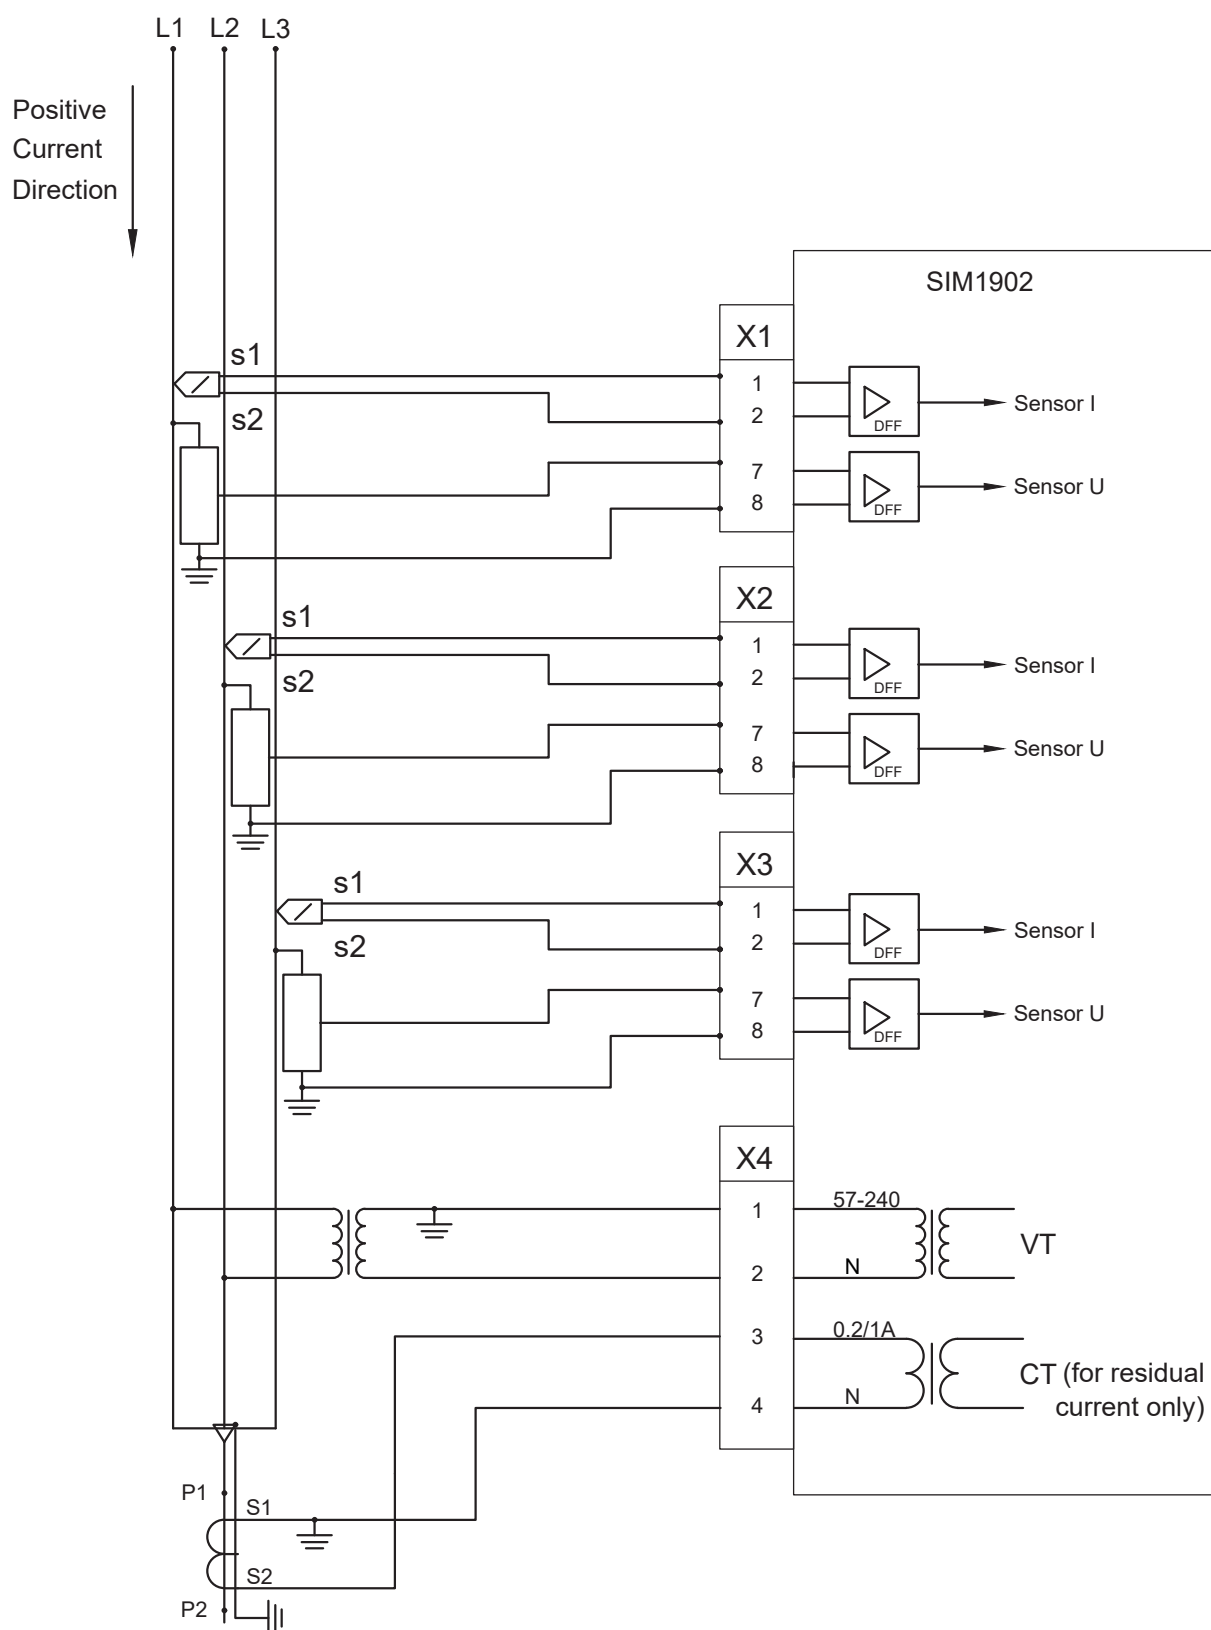 L1 L2 L3
Positive
Current
Direction
SIM1902
X1
s1
1
Sensor I
2
DFF
s2
7
Sensor U
8
DFF
X2
s1
1
Sensor I
2
DFF
s2
7
Sensor U
8
DFF
X3
s1
1
Sensor I
2
DFF
s2
7
Sensor U
8
DFF
X4
1
57-240
VT
2
N
3
0.2/1A
CT (for residual
current only)
4
N
P1
S1
S2
P2